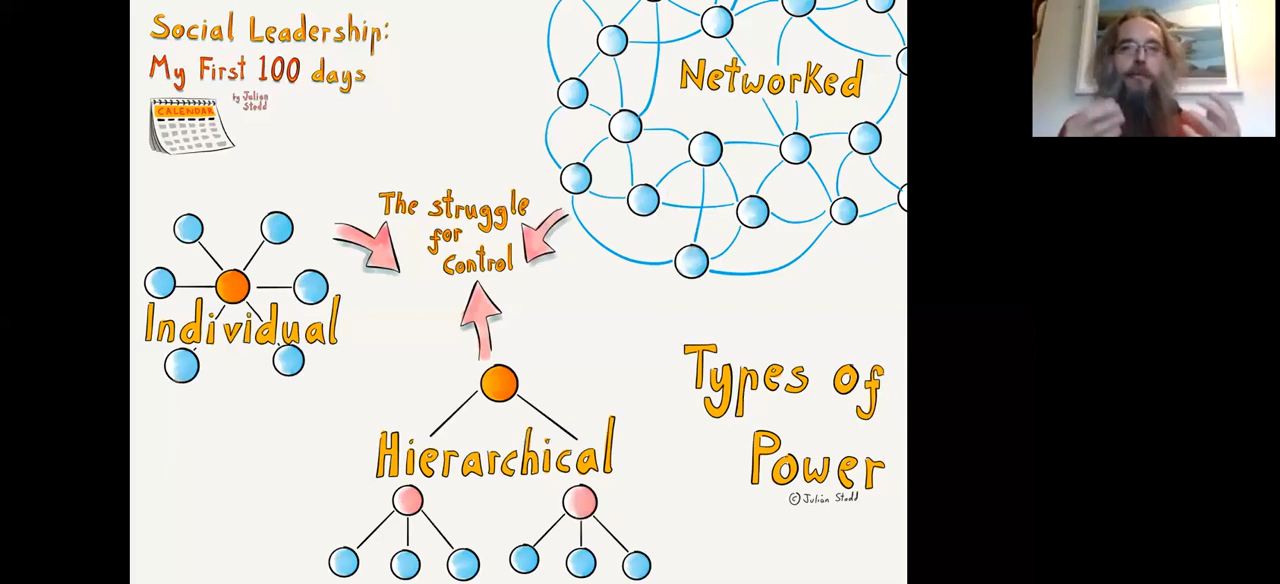 Social Leadership:
My First 100 days
by Julian
Stodd
CALENDAR
Networked
The struggle
for
Control
Individual
Hierarchical
Types of
Power
© Julian Stodd